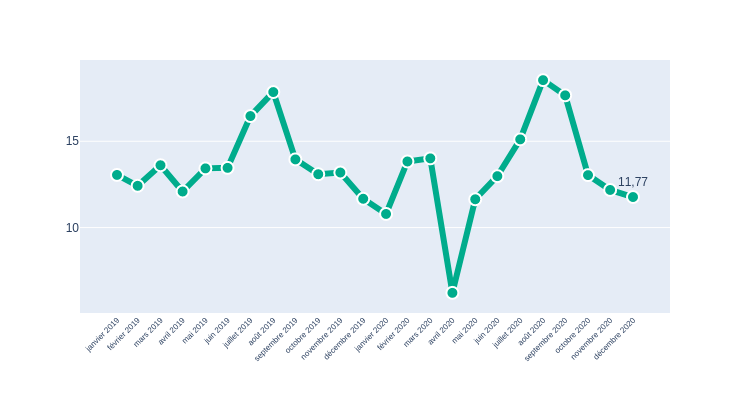 15
10
11,77
janvier 2019
février 2019
mars 2019
avril 2019
mai 2019
juin 2019
juillet 2019
août 2019
septembre 2019
octobre 2019
novembre 2019
décembre 2019
janvier 2020
février 2020
mars 2020
avril 2020
mai 2020
juin 2020
juillet 2020
août 2020
septembre 2020
octobre 2020
novembre 2020
décembre 2020